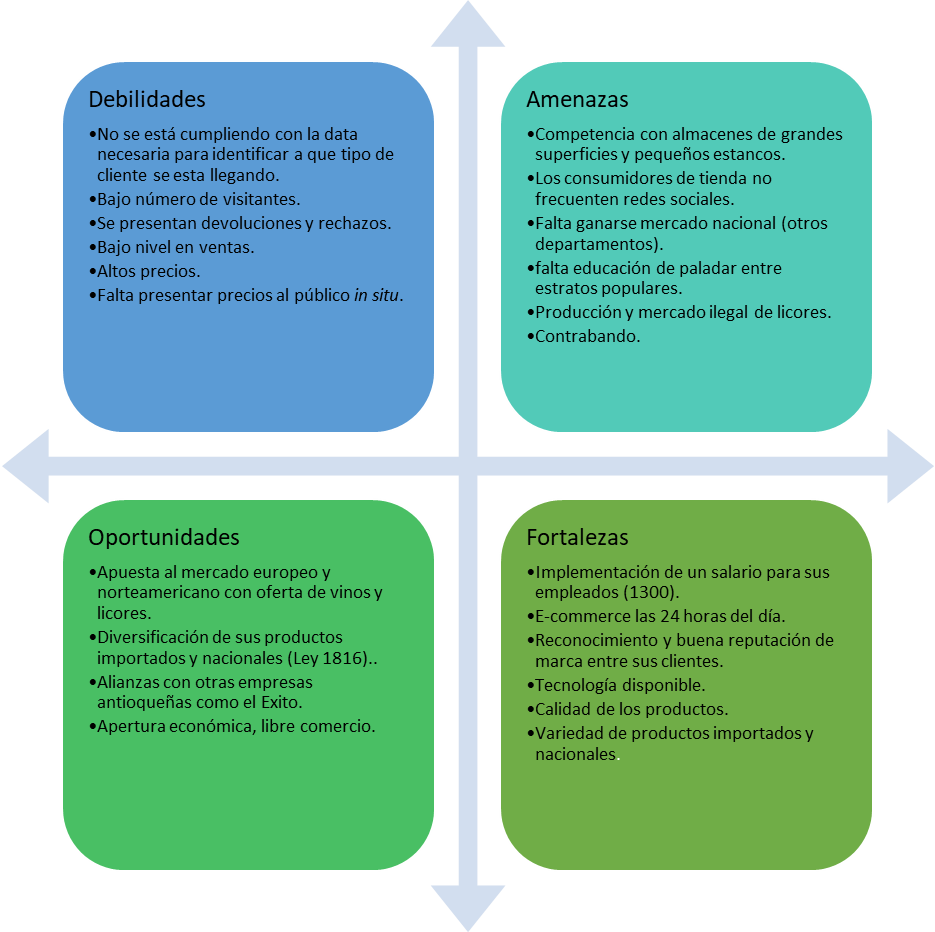 Debilidades
•No se está cumpliendo con la data
necesaria para identificar a que tipo de
cliente se esta llegando.
•Bajo número de visitantes.
•Se presentan devoluciones y rechazos.
•Bajo nivel en ventas.
•Altos precios.
•Falta presentar precios al público in situ.
Amenazas
•Competencia con almacenes de grandes
superficies y pequeños estancos.
•Los consumidores de tienda no
frecuenten redes sociales.
•Falta ganarse mercado nacional (otros
departamentos).
•falta educación de paladar entre
estratos populares.
•Producción y mercado ilegal de licores.
•Contrabando.
Oportunidades
•Apuesta al mercado europeo y
norteamericano con oferta de vinos y
licores.
•Diversificación de sus productos
importados y nacionales (Ley 1816)..
•Alianzas con otras empresas
antioqueñas como el Exito.
•Apertura económica, libre comercio.
Fortalezas
•Implementación de un salario para sus
empleados (1300).
•E-commerce las 24 horas del día.
•Reconocimiento y buena reputación de
marca entre sus clientes.
•Tecnología disponible.
•Calidad de los productos.
•Variedad de productos importados y
nacionales.